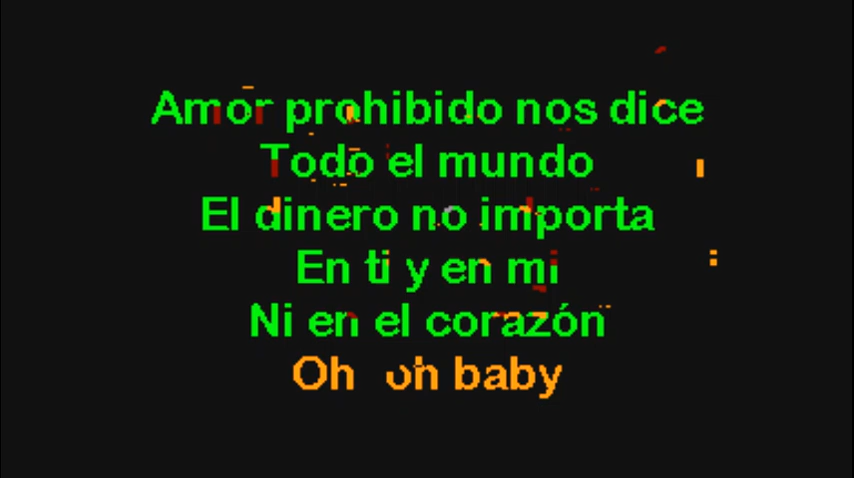 Amor prohibido nos dice
Todo el mundo
El dinero no importa
En ti y en mi
Ni en el corazón
Oh oh baby